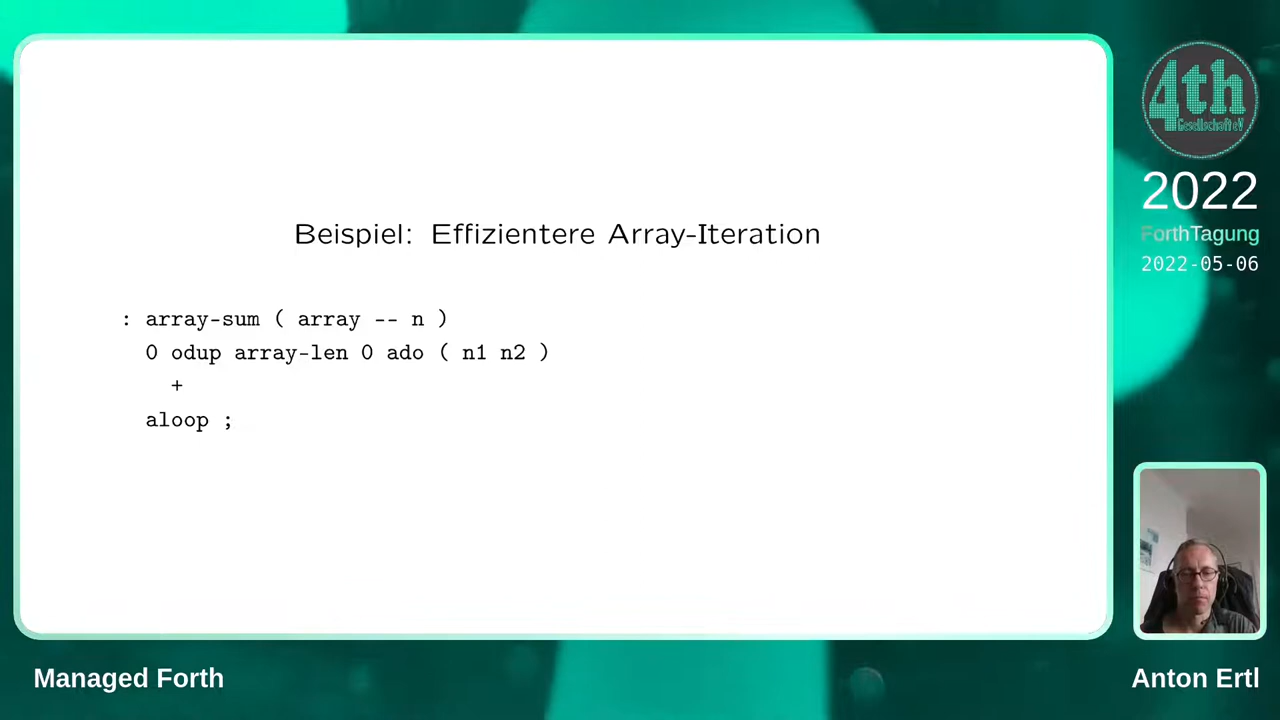 Beispiel: Effizientere Array-Iteration
: array-sum ( array -- n )
0 odup array-len 0 ado ( n1 n2 )
+
aloop ;
4th
Gesellschaft eV
2022
ForthTagung
2022-05-06
Managed Forth
Anton Ertl